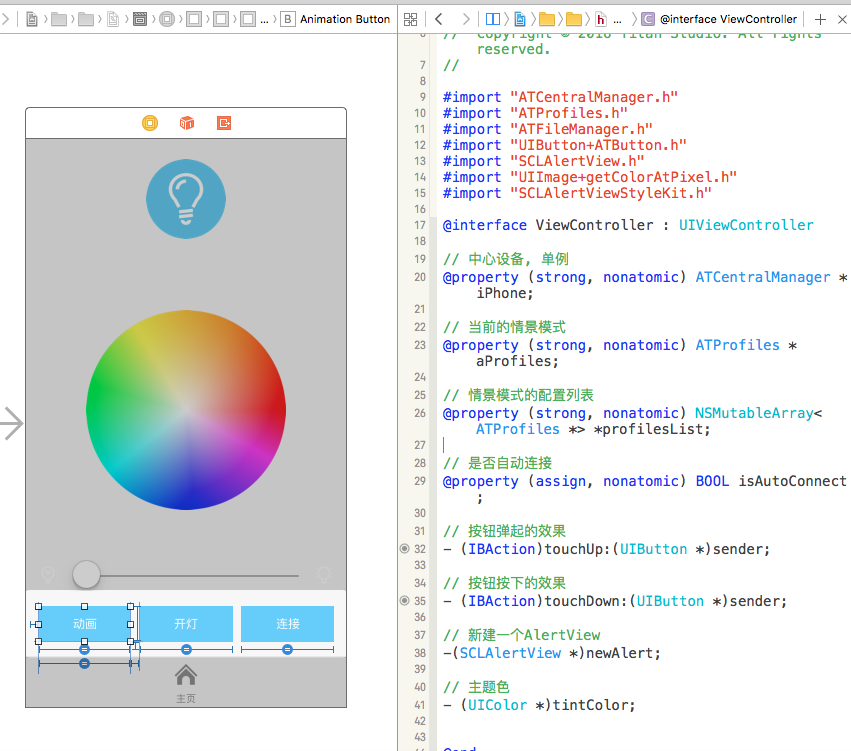 ... B Animation Button
... @interface ViewController
6 // Copyright © 2016 Titan Studio. All rights
reserved.
7 //
8
9 #import "ATCentralManager.h"
10 #import "ATProfiles.h"
11 #import "ATFileManager.h"
12 #import "UIButton+ATButton.h"
13 #import "SCLAlertView.h"
14 #import "UIImage+getColorAtPixel.h"
15 #import "SCLAlertViewStyleKit.h"
16
17 @interface ViewController : UIViewController
18
19 // 中心设备, 单例
20 @property (strong, nonatomic) ATCentralManager *
iPhone;
21
22 // 当前的情景模式
23 @property (strong, nonatomic) ATProfiles *
aProfiles;
24
25 // 情景模式的配置列表
26 @property (strong, nonatomic) NSMutableArray<
ATProfiles *> *profilesList;
27
28 // 是否自动连接
29 @property (assign, nonatomic) BOOL isAutoConnect
;
30
31 // 按钮弹起的效果
32 - (IBAction)touchUp:(UIButton *)sender;
33
34 // 按钮按下的效果
35 - (IBAction)touchDown:(UIButton *)sender;
36
37 // 新建一个AlertView
38 -(SCLAlertView *)newAlert;
39
40 // 主题色
41 - (UIColor *)tintColor;
42
43
@end
动画 开灯 连接
主页